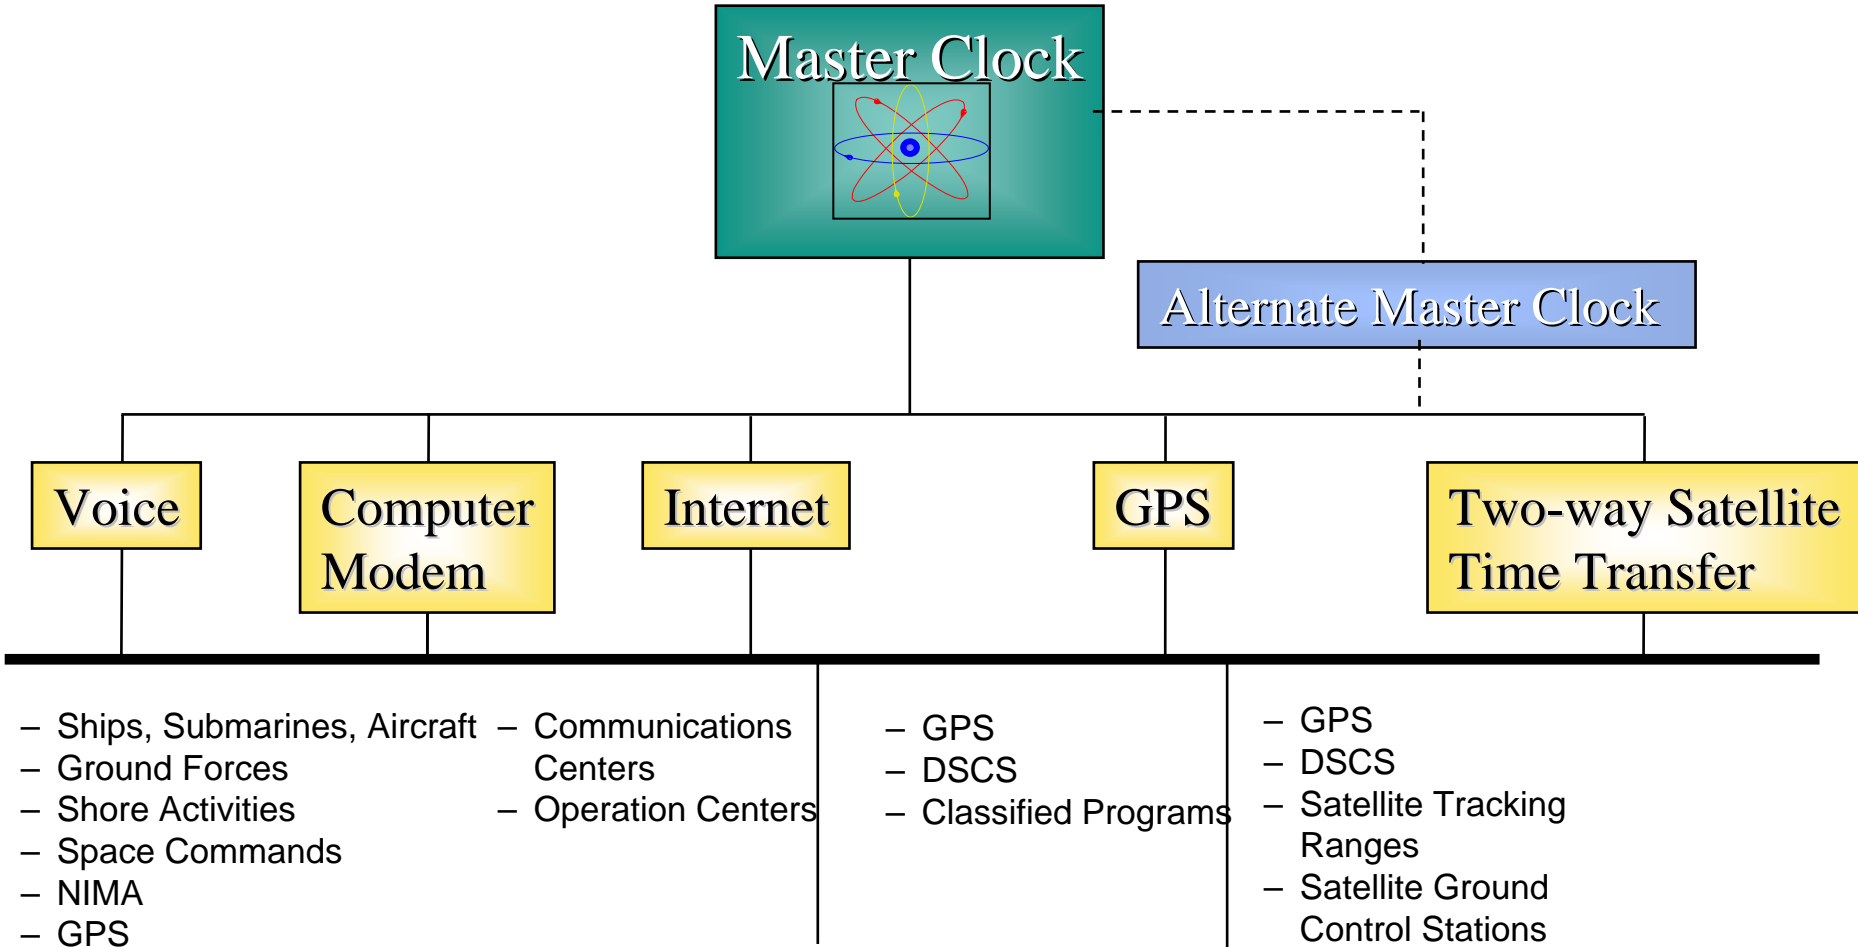 Master Clock
Alternate Master Clock
Voice
Computer
Modem
Internet
GPS
Two-way Satellite
Time Transfer
– Ships, Submarines, Aircraft
– Ground Forces
– Shore Activities
– Space Commands
– NIMA
– GPS
– Communications
Centers
– Operation Centers
– GPS
– DSCS
– Classified Programs
– GPS
– DSCS
– Satellite Tracking
Ranges
– Satellite Ground
Control Stations